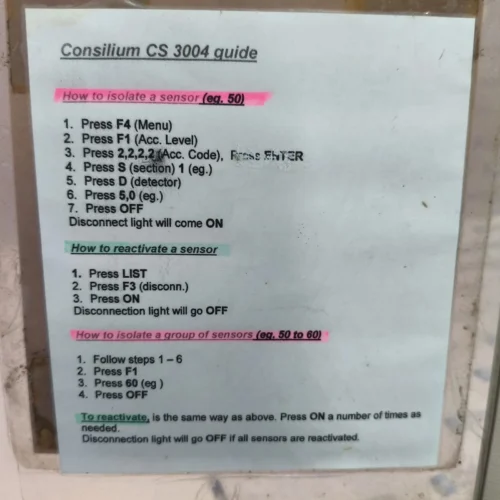 Consilium CS 3004 guide
How to isolate a sensor (eg. 50)
1. Press F4 (Menu)
2. Press F1 (Acc. Level)
3. Press 2,2,2,2 (Acc. Code), Press ENTER
4. Press S (section) 1 (eg.)
5. Press D (detector)
6. Press 5,0 (eg.)
7. Press OFF
Disconnect light will come ON
How to reactivate a sensor
1. Press LIST
2. Press F3 (disconn.)
3. Press ON
Disconnection light will go OFF
How to isolate a group of sensors (eg. 50 to 60)
1. Follow steps 1 – 6
2. Press F1
3. Press 60 (eg )
4. Press OFF
To reactivate, is the same way as above. Press ON a number of times as
needed.
Disconnection light will go OFF if all sensors are reactivated.